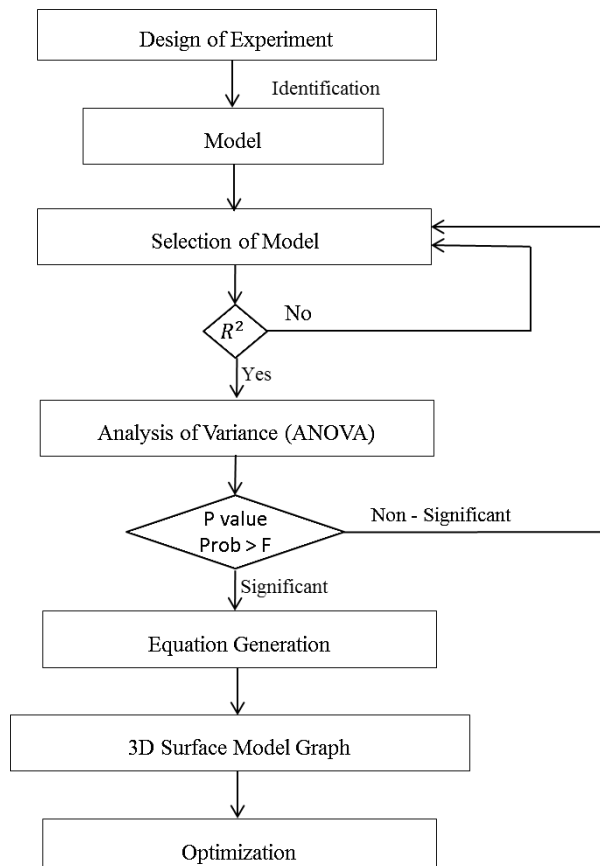 Design of Experiment
Identification
Model
Selection of Model
R²
No
Yes
Analysis of Variance (ANOVA)
P value
Prob > F
Non - Significant
Significant
Equation Generation
3D Surface Model Graph
Optimization